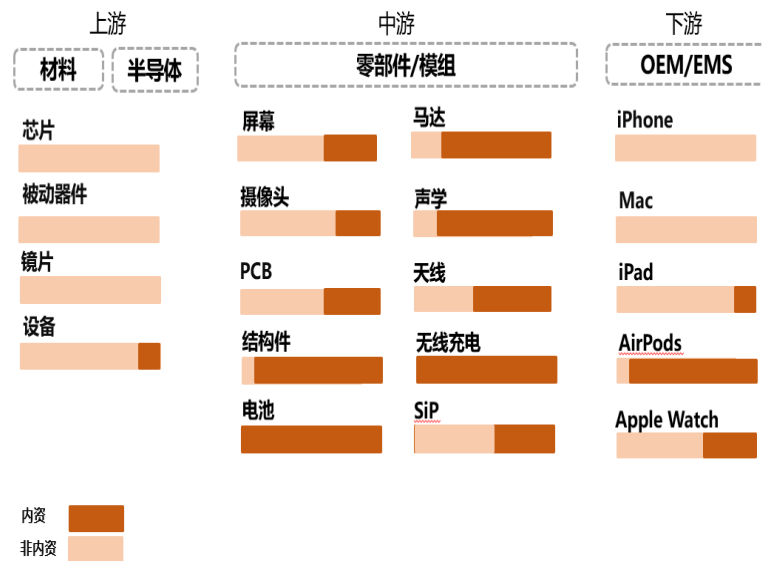 上游
材料
半导体
芯片
被动器件
镜片
设备
中游
零部件/模组
屏幕
摄像头
PCB
结构件
电池
马达
声学
天线
无线充电
SiP
下游
OEM/EMS
iPhone
Mac
iPad
AirPods
Apple Watch
内资
非内资